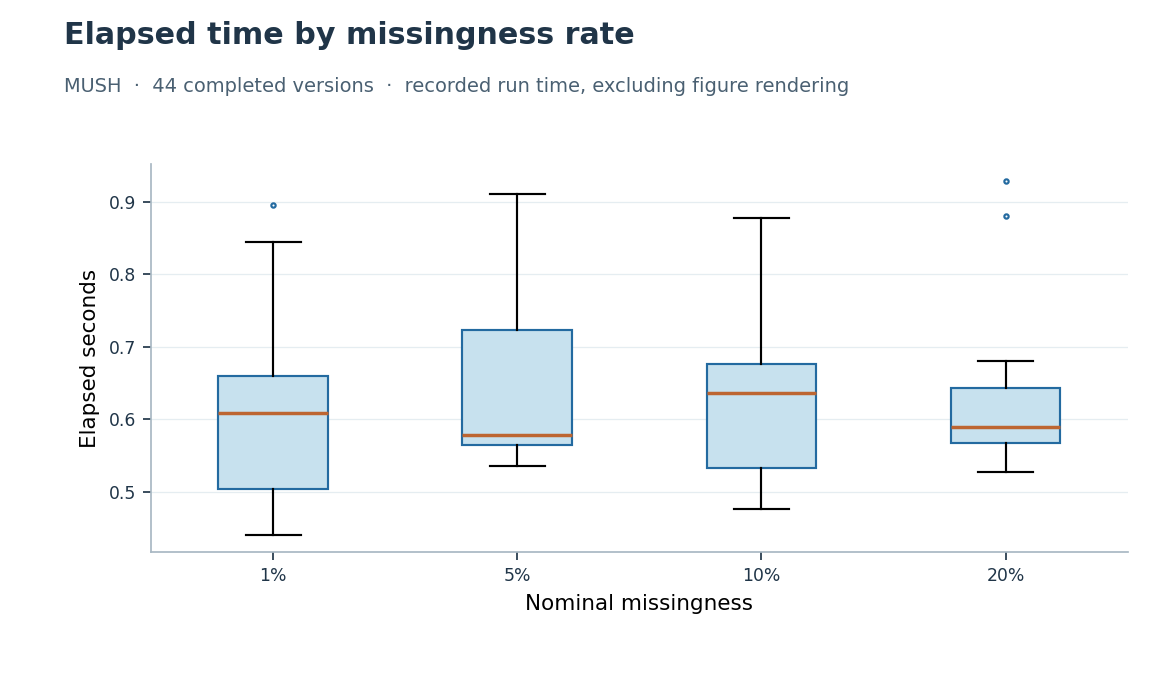 Elapsed time by missingness rate
MUSH · 44 completed versions · recorded run time, excluding figure rendering
Elapsed seconds
0.9
0.8
0.7
0.6
0.5
1% 5% 10% 20%
Nominal missingness